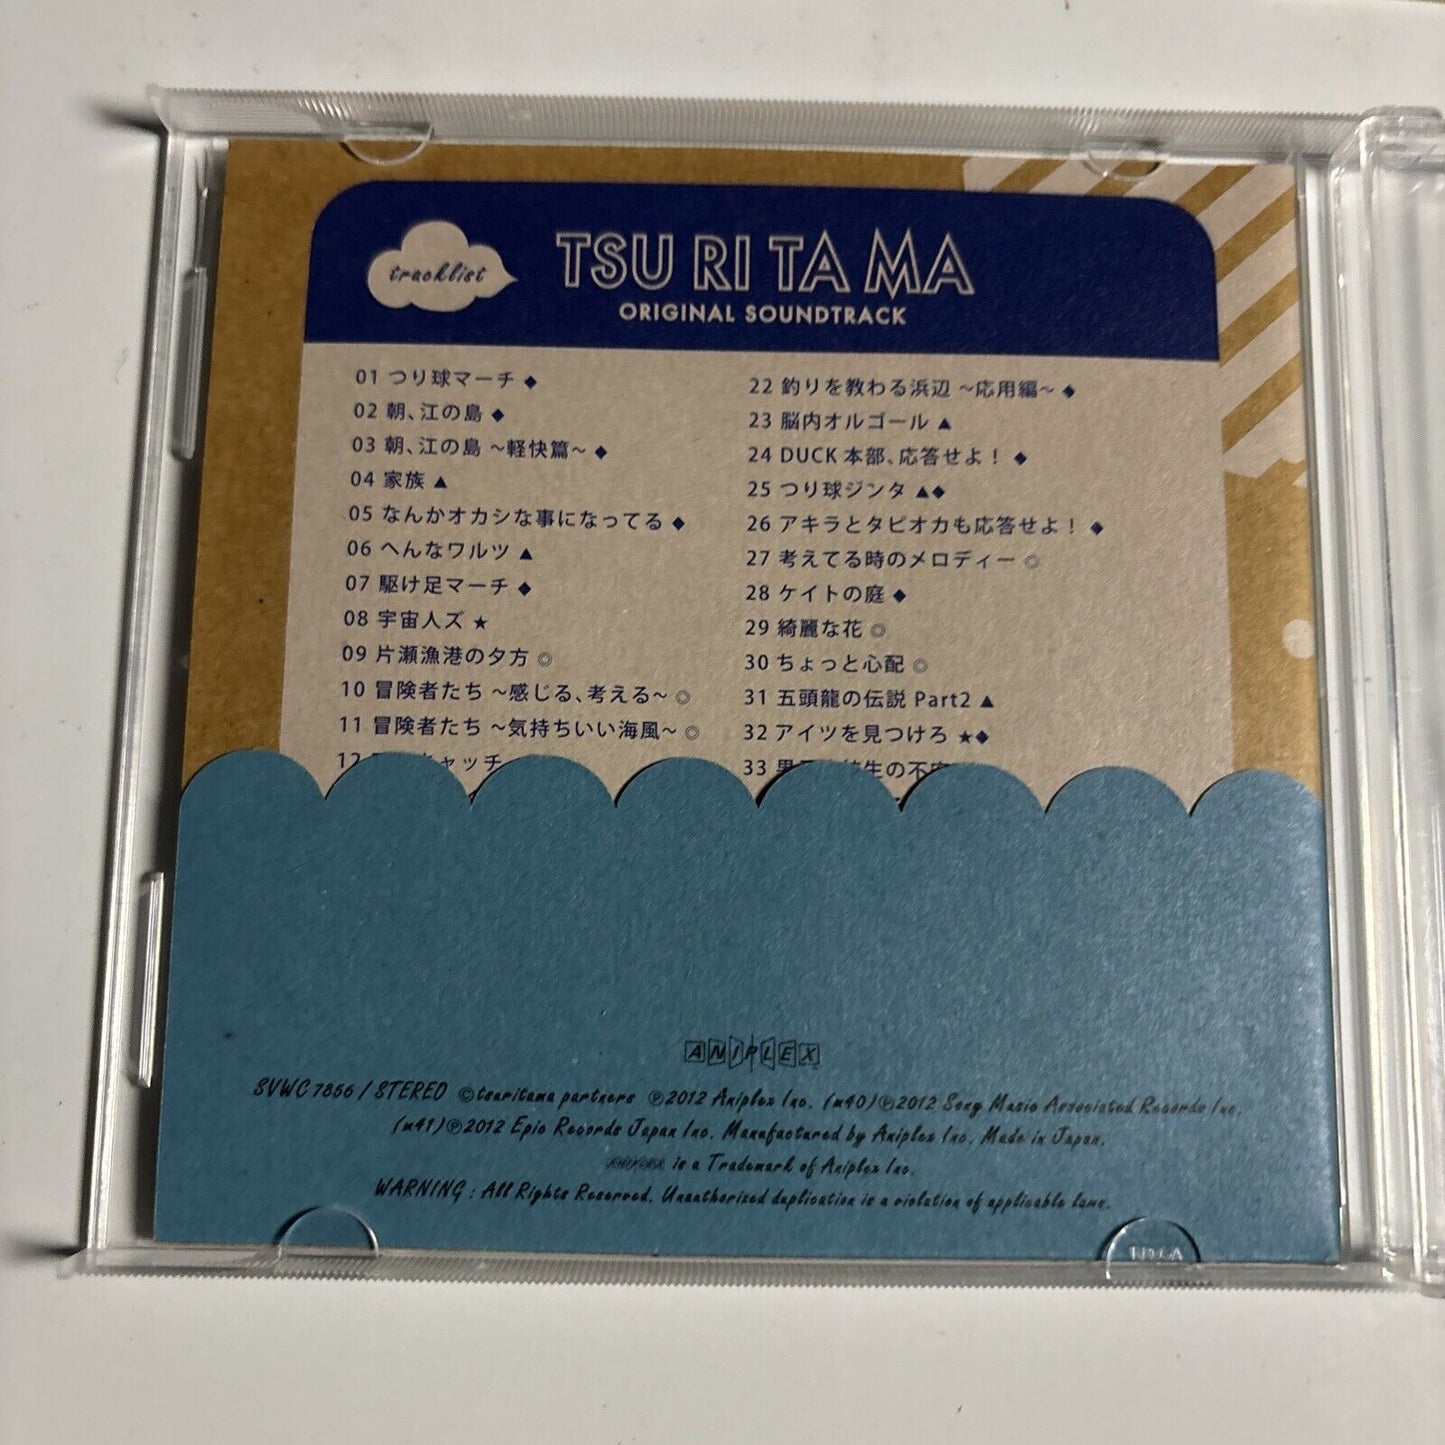 tracklist
TSURITAMA
ORIGINAL SOUNDTRACK
01 つり球マーチ ◆
02 朝、江の島 ◆
03 朝、江の島 ~軽快篇~ ◆
04 家族 ▲
05 なんかオカシな事になってる ◆
06 へんなワルツ ▲
07 駆け足マーチ ◆
08 宇宙人ズ ★
09 片瀬漁港の夕方 ◎
10 冒険者たち ~感じる、考える~ ◎
11 冒険者たち ~気持ちいい海風~ ◎
12 キャッチ
22 釣りを教わる浜辺 ~応用編~ ◆
23 脳内オルゴール ▲
24 DUCK 本部、応答せよ! ◆
25 つり球ジンタ ▲◆
26 アキラとタピオカも応答せよ! ◆
27 考えてる時のメロディー ◎
28 ケイトの庭 ◆
29 綺麗な花 ◎
30 ちょっと心配 ◎
31 五頭龍の伝説 Part2 ▲
32 アイツを見つけろ ★◆
33 生の不
ANIPLEX
SVWC 7856 / STEREO ©tsuritama partners ℗2012 Aniplex Inc. (m40)℗2012 Sony Music Associated Records Inc.
(m41)℗2012 Epic Records Japan Inc. Manufactured by Aniplex Inc. Made in Japan.
ANIPLEX is a Trademark of Aniplex Inc.
WARNING : All Rights Reserved. Unauthorized duplication is a violation of applicable laws.